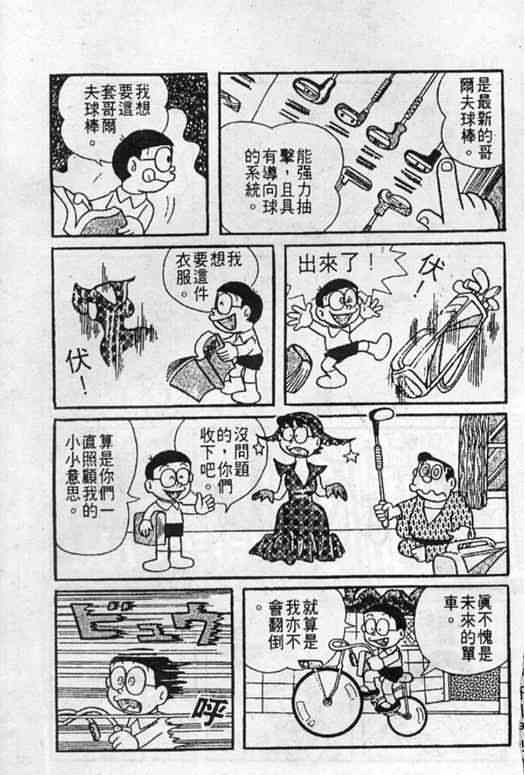 是最新的哥
爾夫球棒。
能强力抽
擊，且具
有導向球
的系統。
我想
要這
套哥爾
夫球棒。
伏！
出來了！
我
想
要這件
衣服。
伏！
沒問題
的，你們
收下吧。
算是你們一
直照顧我的
小小意思。
眞不愧是
未來的單
車。
就算是
我亦不
會翻倒
。
ビュウ
呼